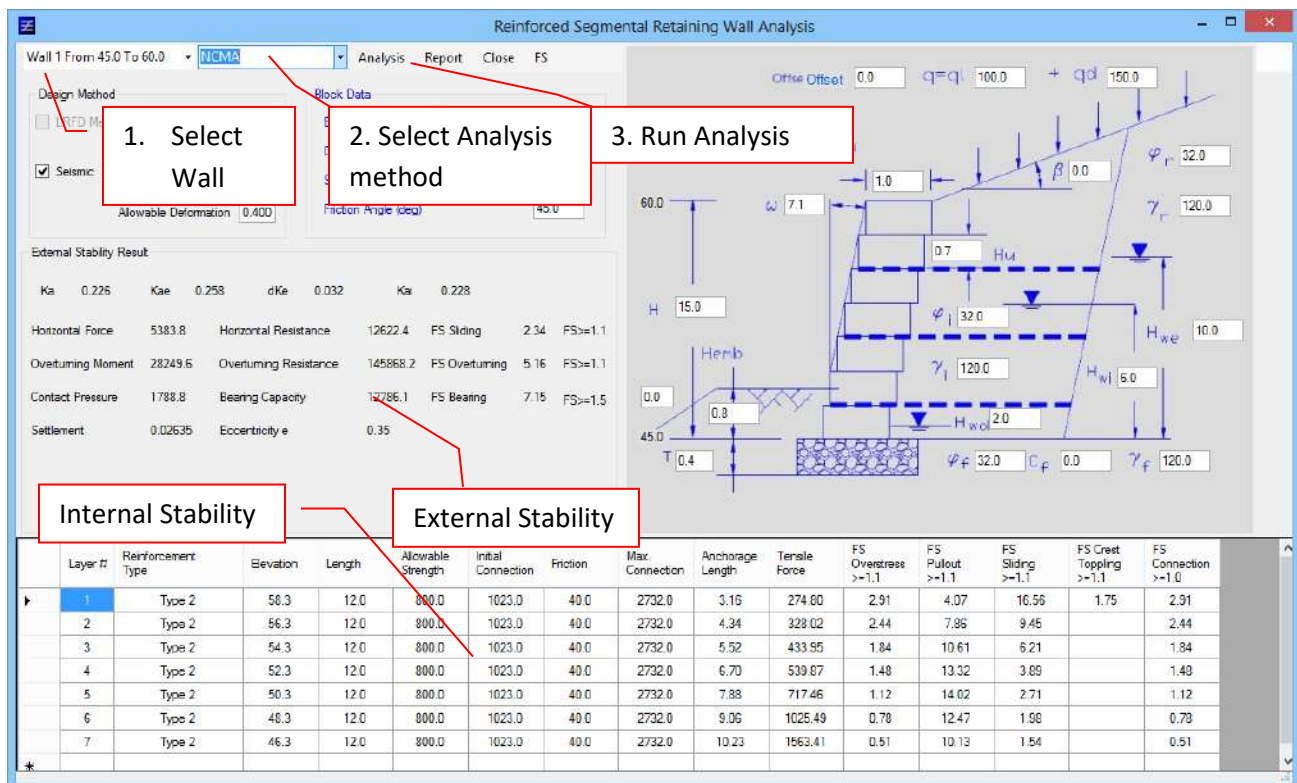 Reinforced Segmental Retaining Wall Analysis
Wall 1 From 45.0 To 60.0 NCMA Analysis Report Close FS
Design Method
Block Data
1. Select Wall
2. Select Analysis method
3. Run Analysis
Seismic
Allowable Deformation 0.400
Friction Angle (deg) 45.0
External Stability Result
Ka 0.226 Kae 0.258 dKe 0.032 Kai 0.228
Horizontal Force 5383.8 Horizontal Resistance 12622.4 FS Sliding 2.34 FS>=1.1
Overturning Moment 28249.6 Overturning Resistance 145868.2 FS Overturning 5.16 FS>=1.1
Contact Pressure 1788.8 Bearing Capacity 12786.1 FS Bearing 7.15 FS>=1.5
Settlement 0.02635 Eccentricity e 0.35
Internal Stability
External Stability
Offset 0.0 q=ql 100.0 + qd 150.0
φr 32.0
β 0.0
1.0
60.0
ω 7.1
γr 120.0
0.7 Hu
H 15.0
φi 32.0
Hwe 10.0
Hemb
γi 120.0
Hwi 6.0
0.0
0.8
Hwo 2.0
45.0
T 0.4
φf 32.0 Cf 0.0 γf 120.0
Layer # Reinforcement Type Elevation Length Allowable Strength Initial Connection Friction Max. Connection Anchorage Length Tensile Force FS Overstress >=1.1 FS Pullout >=1.1 FS Sliding >=1.1 FS Crest Toppling >=1.1 FS Connection >=1.0
1 Type 2 58.3 12.0 800.0 1023.0 40.0 2732.0 3.16 274.80 2.91 4.07 16.56 1.75 2.91
2 Type 2 56.3 12.0 800.0 1023.0 40.0 2732.0 4.34 328.02 2.44 7.86 9.45 2.44
3 Type 2 54.3 12.0 800.0 1023.0 40.0 2732.0 5.52 433.95 1.84 10.61 6.21 1.84
4 Type 2 52.3 12.0 800.0 1023.0 40.0 2732.0 6.70 539.87 1.48 13.32 3.89 1.48
5 Type 2 50.3 12.0 800.0 1023.0 40.0 2732.0 7.88 717.46 1.12 14.02 2.71 1.12
6 Type 2 48.3 12.0 800.0 1023.0 40.0 2732.0 9.06 1025.49 0.78 12.47 1.98 0.78
7 Type 2 46.3 12.0 800.0 1023.0 40.0 2732.0 10.23 1563.41 0.51 10.13 1.54 0.51